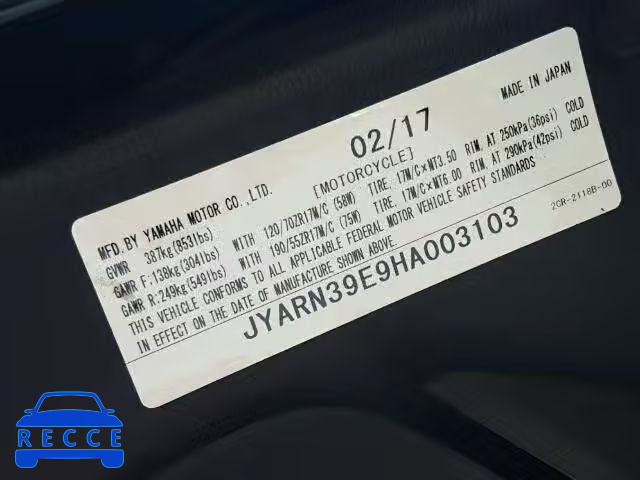 02/17 MADE IN JAPAN
MFD. BY YAMAHA MOTOR CO., LTD. [MOTORCYCLE]
GVWR 387kg(853lbs)
GAWR F:138kg(304lbs) WITH 120/70ZR17M/C (58W) TIRE, 17M/C×MT3.50 RIM, AT 250kPa(36psi) COLD
GAWR R:249kg(549lbs) WITH 190/55ZR17M/C (75W) TIRE, 17M/C×MT6.00 RIM, AT 290kPa(42psi) COLD
THIS VEHICLE CONFORMS TO ALL APPLICABLE FEDERAL MOTOR VEHICLE SAFETY STANDARDS
IN EFFECT ON THE DATE OF MANUFACTURE SHOWN ABOVE.
JYARN39E9HA003103
2CR-2118B-00
RECCE